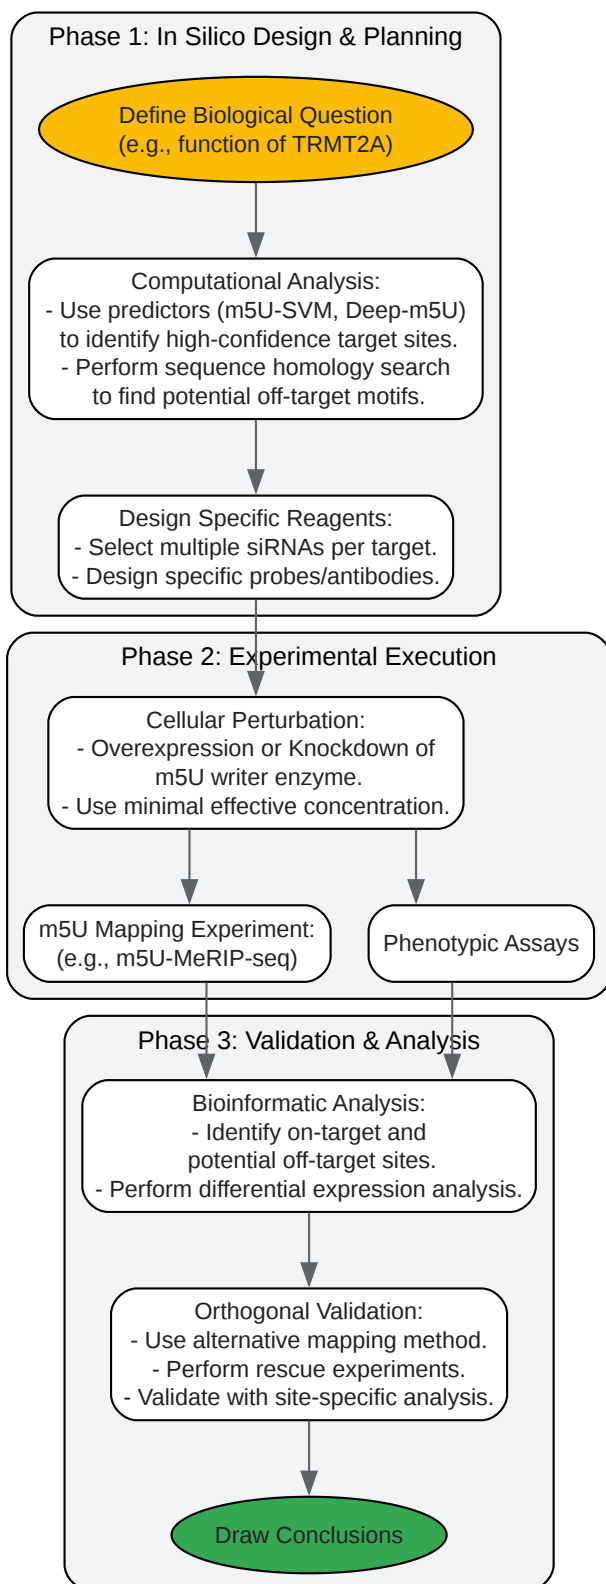 Phase 1: In Silico Design & Planning
Define Biological Question
(e.g., function of TRMT2A)
Computational Analysis:
- Use predictors (m5U-SVM, Deep-m5U)
to identify high-confidence target sites.
- Perform sequence homology search
to find potential off-target motifs.
Design Specific Reagents:
- Select multiple siRNAs per target.
- Design specific probes/antibodies.
Phase 2: Experimental Execution
Cellular Perturbation:
- Overexpression or Knockdown of
m5U writer enzyme.
- Use minimal effective concentration.
m5U Mapping Experiment:
(e.g., m5U-MeRIP-seq)
Phenotypic Assays
Phase 3: Validation & Analysis
Bioinformatic Analysis:
- Identify on-target and
potential off-target sites.
- Perform differential expression analysis.
Orthogonal Validation:
- Use alternative mapping method.
- Perform rescue experiments.
- Validate with site-specific analysis.
Draw Conclusions